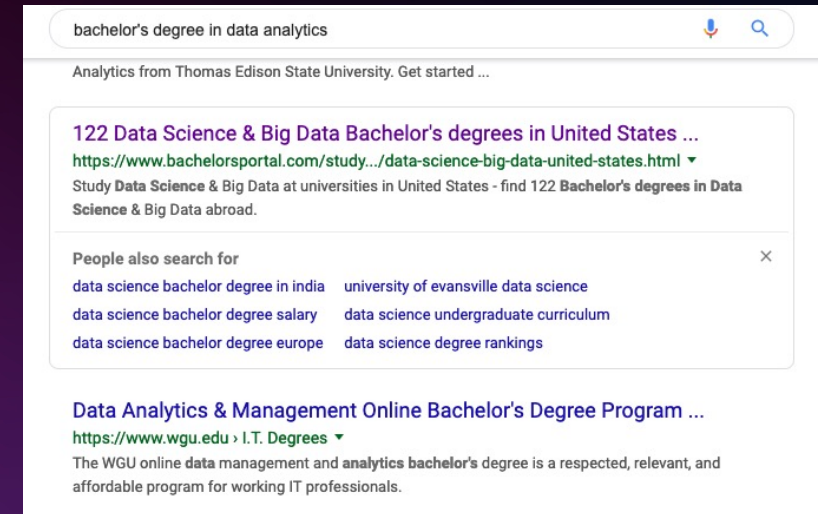 bachelor's degree in data analytics
Analytics from Thomas Edison State University. Get started ...
122 Data Science & Big Data Bachelor's degrees in United States ...
https://www.bachelorsportal.com/study.../data-science-big-data-united-states.html
Study Data Science & Big Data at universities in United States - find 122 Bachelor's degrees in Data
Science & Big Data abroad.
People also search for
data science bachelor degree in india university of evansville data science
data science bachelor degree salary data science undergraduate curriculum
data science bachelor degree europe data science degree rankings
Data Analytics & Management Online Bachelor's Degree Program ...
https://www.wgu.edu › I.T. Degrees
The WGU online data management and analytics bachelor's degree is a respected, relevant, and
affordable program for working IT professionals.